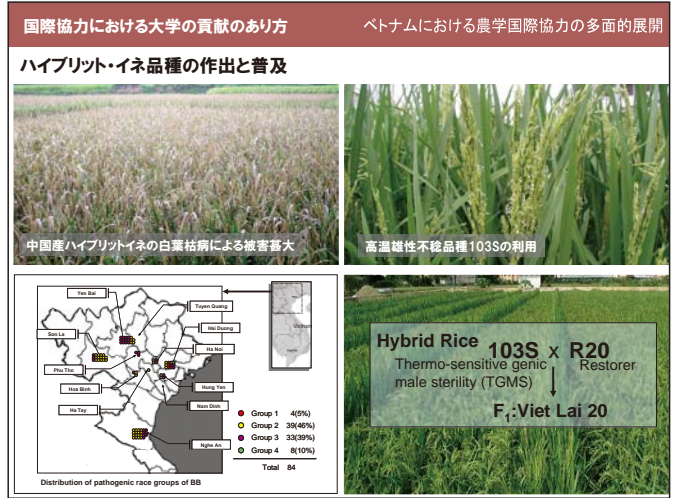 国際協力における大学の貢献のあり方
ベトナムにおける農学国際協力の多面的展開
ハイブリット・イネ品種の作出と普及
中国産ハイブリットイネの白葉枯病による被害甚大
高温雄性不稔品種103Sの利用
Yen Bai
Tuyen Quang
Son La
Hai Duong
Ha Noi
Phu Tho
Hoa Binh
Hung Yen
Ha Tay
Nam Dinh
Nghe An
Vietnam
Group 1 4(5%)
Group 2 39(46%)
Group 3 33(39%)
Group 4 8(10%)
Total 84
Distribution of pathogenic race groups of BB
Hybrid Rice 103S x R20
Thermo-sensitive genic male sterility (TGMS)
Restorer
F₁:Viet Lai 20